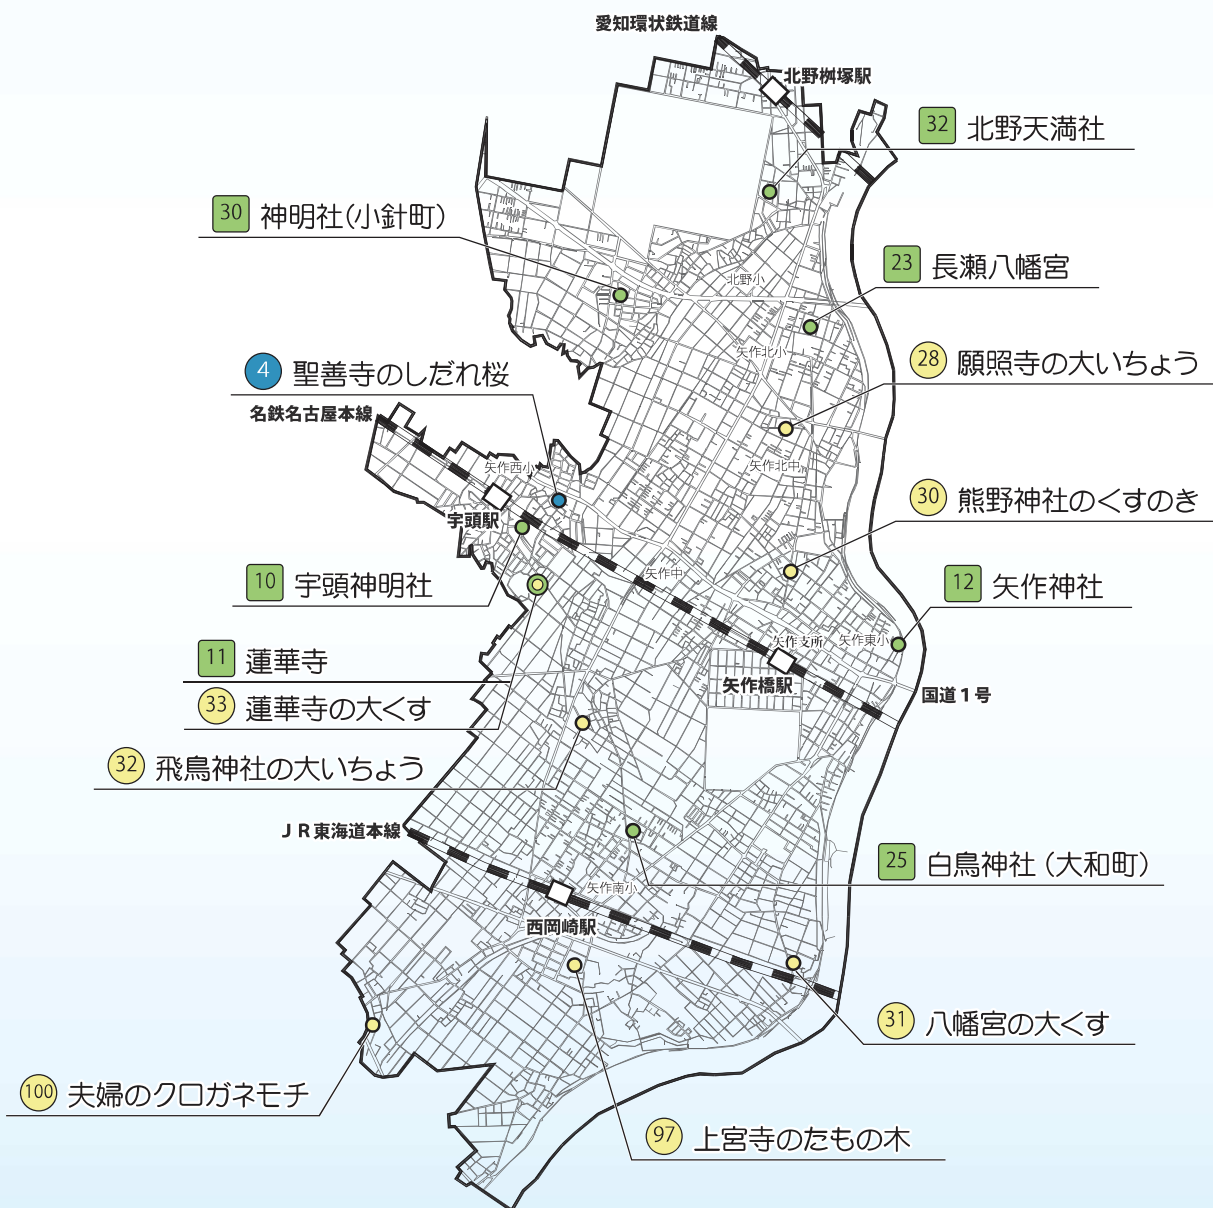 愛知環状鉄道線
北野桝塚駅
32 北野天満社
30 神明社(小針町)
23 長瀬八幡宮
北野小
矢作北小
28 願照寺の大いちょう
4 聖善寺のしだれ桜
名鉄名古屋本線
矢作西小
矢作北中
30 熊野神社のくすのき
宇頭駅
矢作中
10 宇頭神明社
12 矢作神社
矢作支所
矢作東小
11 蓮華寺
矢作橋駅
国道1号
33 蓮華寺の大くす
32 飛鳥神社の大いちょう
JR東海道本線
25 白鳥神社(大和町)
矢作南小
西岡崎駅
31 八幡宮の大くす
100 夫婦のクロガネモチ
97 上宮寺のたもの木